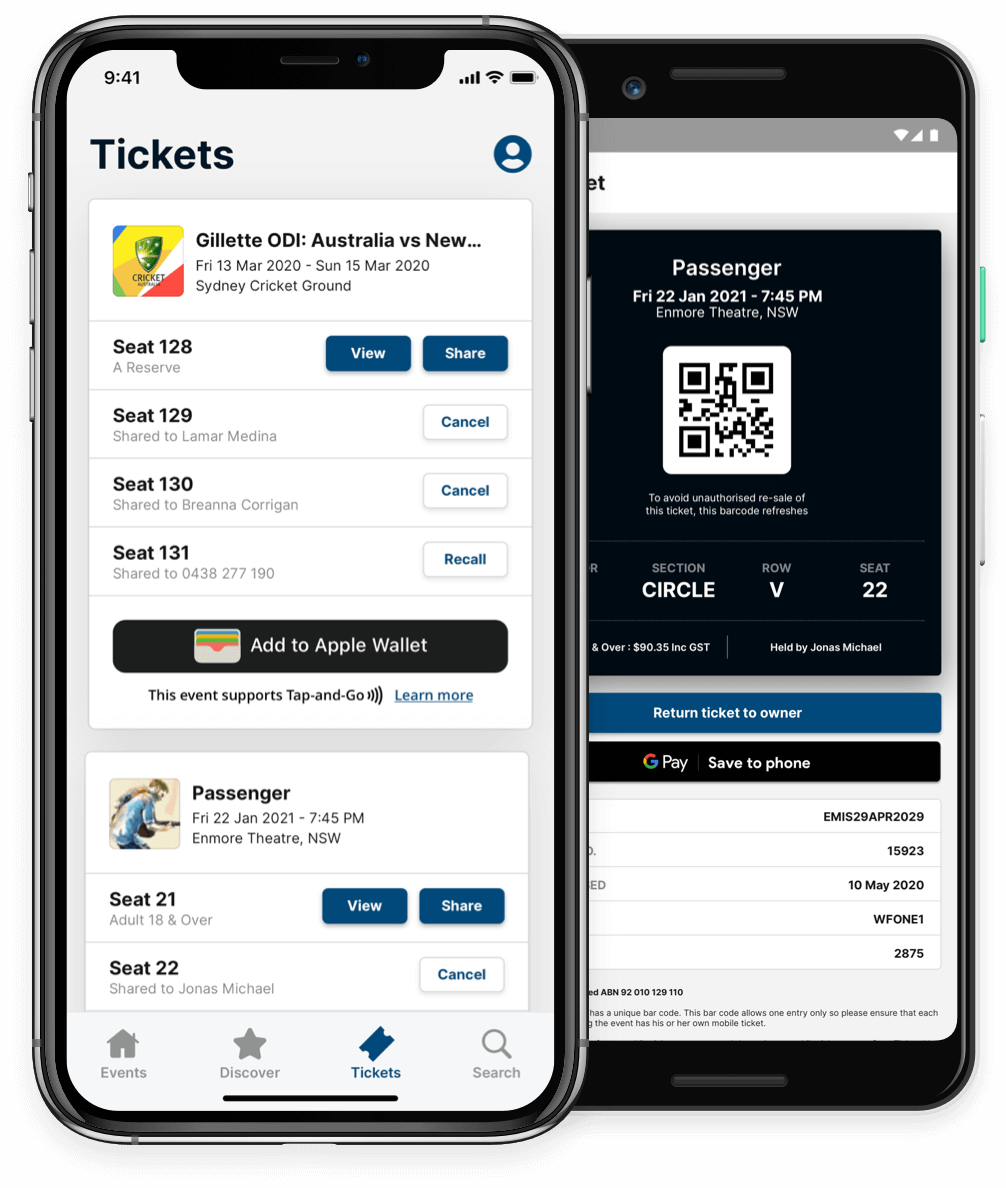 9:41
Tickets
CRICKET
AUSTRALIA
Gillette ODI: Australia vs New...
Fri 13 Mar 2020 - Sun 15 Mar 2020
Sydney Cricket Ground
Seat 128
A Reserve
View
Share
Seat 129
Shared to Lamar Medina
Cancel
Seat 130
Shared to Breanna Corrigan
Cancel
Seat 131
Shared to 0438 277 190
Recall
Add to Apple Wallet
This event supports Tap-and-Go Learn more
Passenger
Fri 22 Jan 2021 - 7:45 PM
Enmore Theatre, NSW
Seat 21
Adult 18 & Over
View
Share
Seat 22
Shared to Jonas Michael
Cancel
Events
Discover
Tickets
Search
et
Passenger
Fri 22 Jan 2021 - 7:45 PM
Enmore Theatre, NSW
To avoid unauthorised re-sale of
this ticket, this barcode refreshes
R SECTION ROW SEAT
CIRCLE V 22
& Over : $90.35 Inc GST Held by Jonas Michael
Return ticket to owner
G Pay Save to phone
EMIS29APR2029
O. 15923
SED 10 May 2020
WFONE1
2875
ed ABN 92 010 129 110
has a unique bar code. This bar code allows one entry only so please ensure that each
g the event has his or her own mobile ticket.